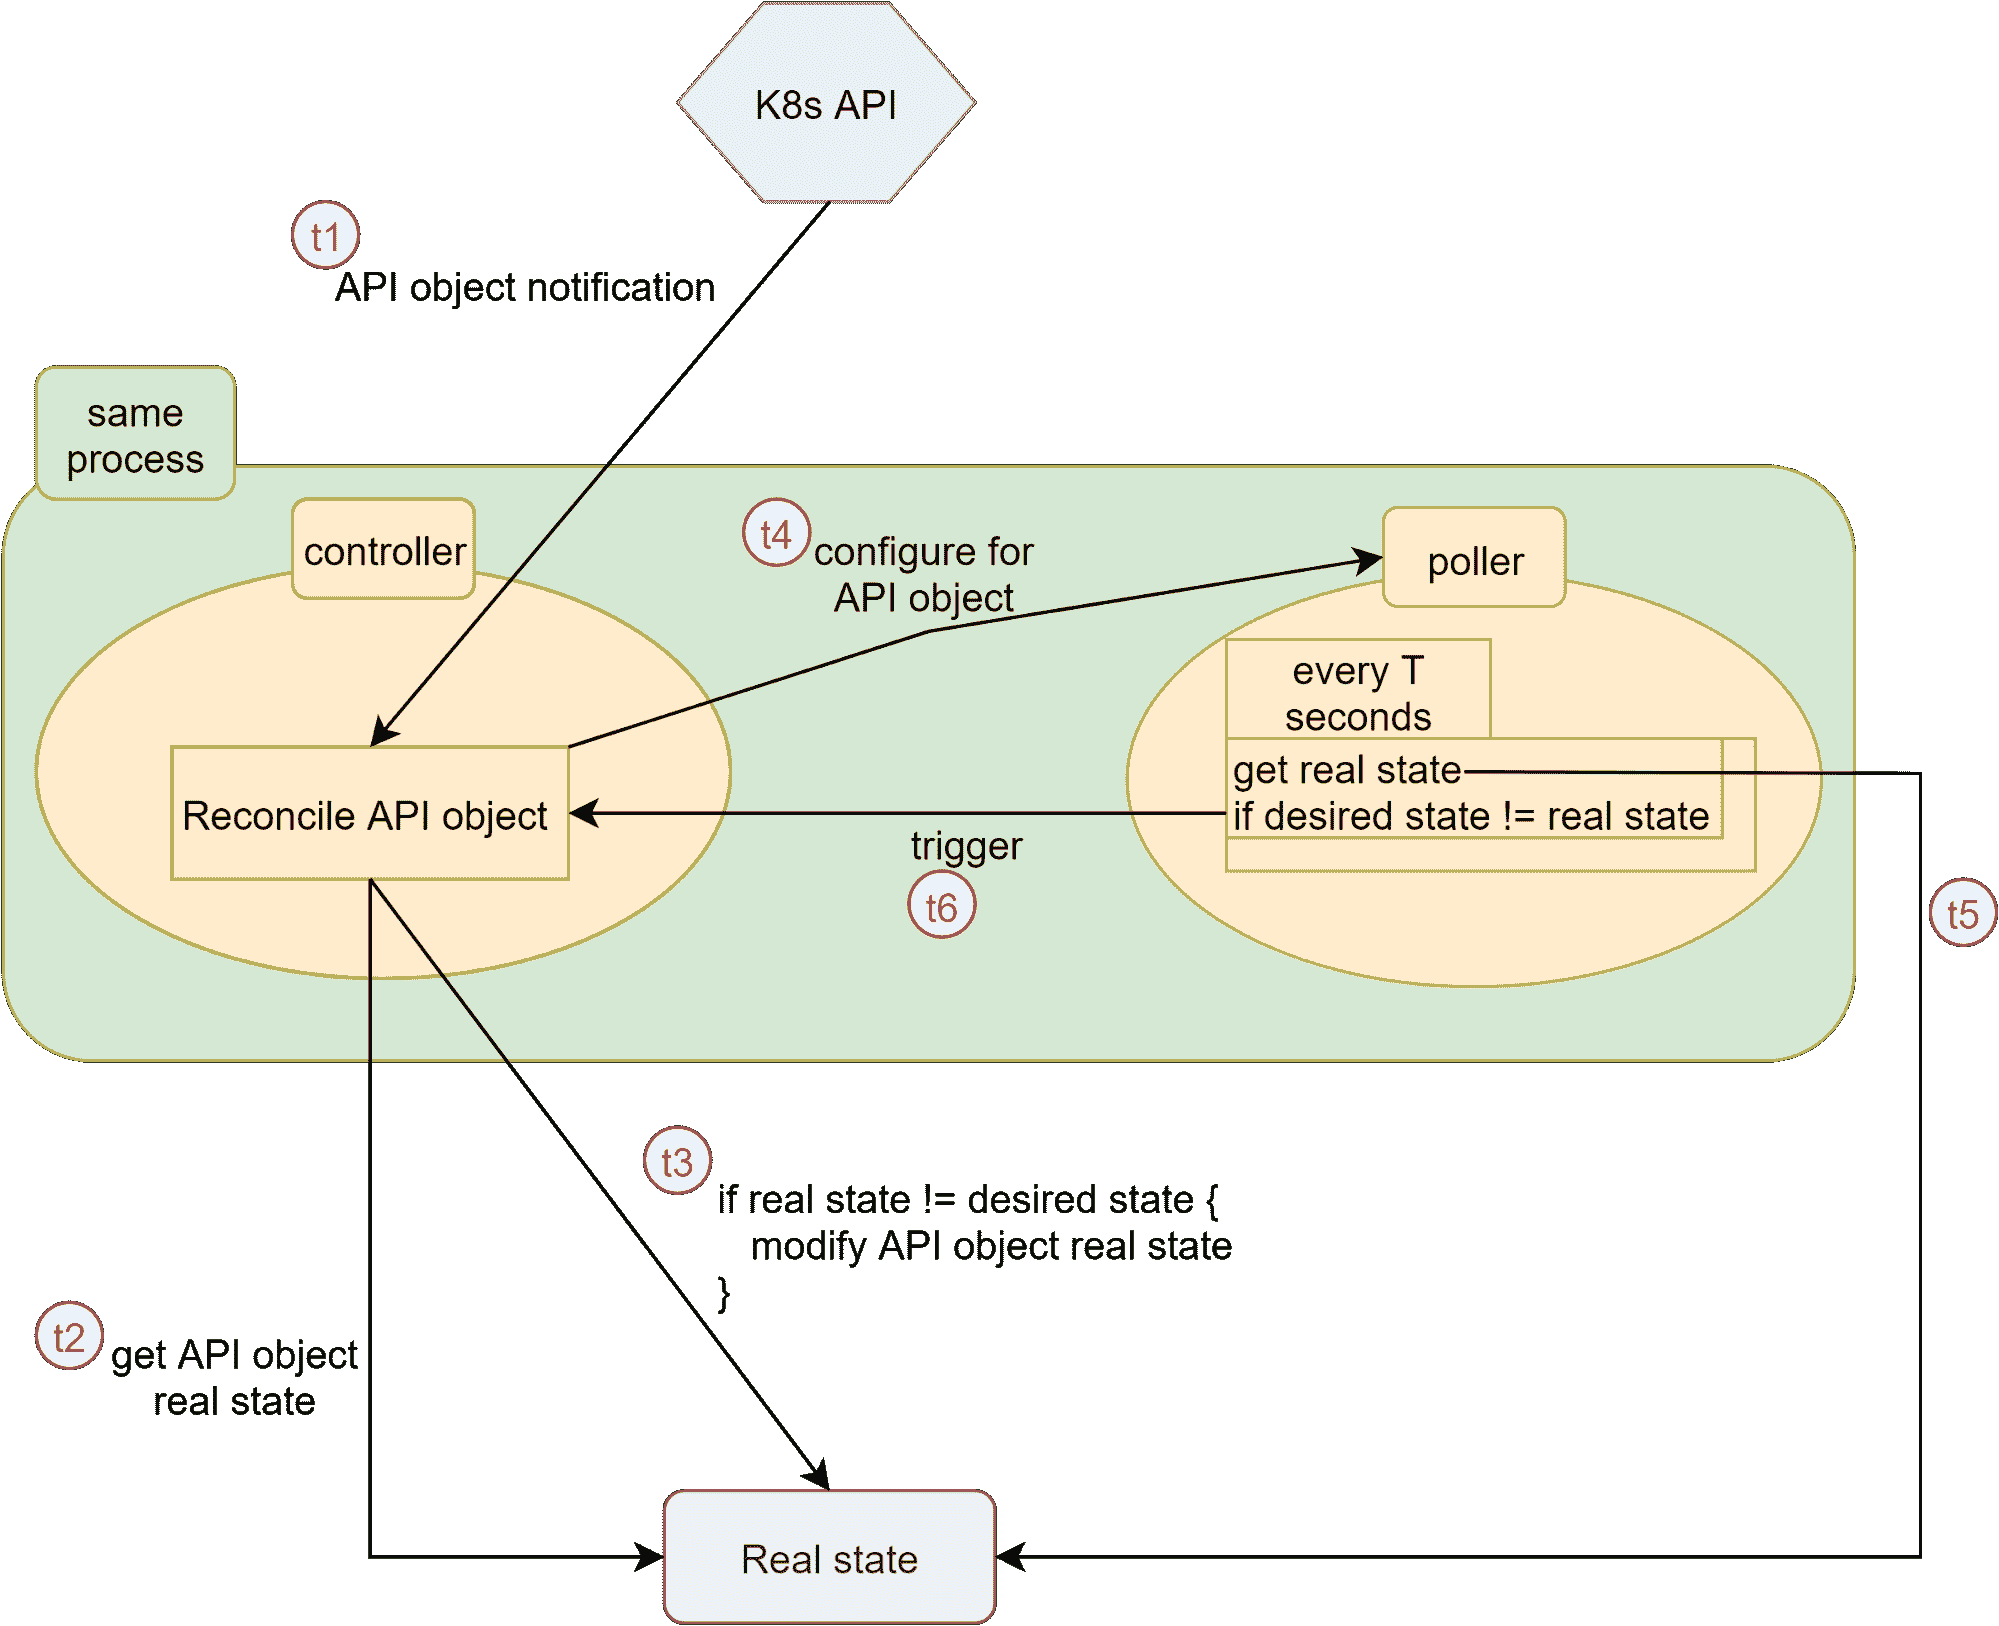 K8s API
t1
API object notification
same
process
controller
t4
configure for
API object
poller
every T
seconds
get real state
if desired state != real state
Reconcile API object
trigger
t6
t5
t3
if real state != desired state {
modify API object real state
}
t2
get API object
real state
Real state